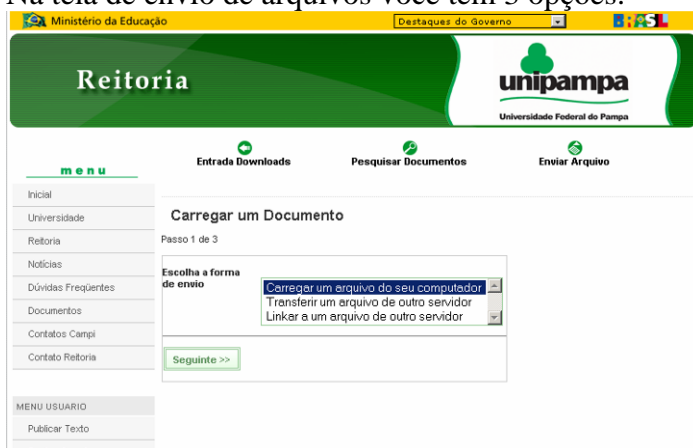 Na tela de envio de arquivos você tem 3 opções:
Ministério da Educação
Destaques do Governo
BRASIL
Reitoria
unipampa
Universidade Federal do Pampa
Entrada Downloads
Pesquisar Documentos
Enviar Arquivo
menu
Inicial
Universidade
Reitoria
Notícias
Dúvidas Freqüentes
Documentos
Contatos Campi
Contato Reitoria
MENU USUARIO
Publicar Texto
Carregar um Documento
Passo 1 de 3
Escolha a forma
de envio
Carregar um arquivo do seu computador
Transferir um arquivo de outro servidor
Linkar a um arquivo de outro servidor
Seguinte >>